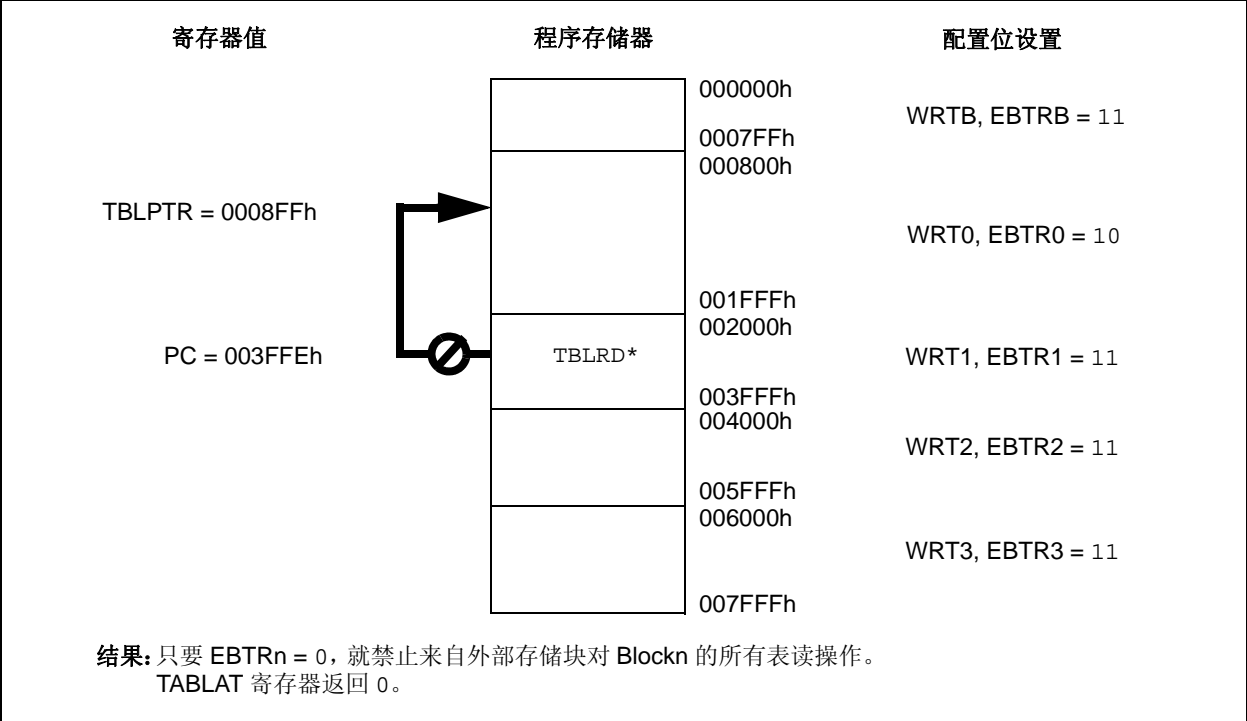 寄存器值 程序存储器 配置位设置
000000h
WRTB, EBTRB = 11
0007FFh
000800h
TBLPTR = 0008FFh
WRT0, EBTR0 = 10
001FFFh
002000h
PC = 003FFEh TBLRD* WRT1, EBTR1 = 11
003FFFh
004000h
WRT2, EBTR2 = 11
005FFFh
006000h
WRT3, EBTR3 = 11
007FFFh
结果:只要 EBTRn = 0，就禁止来自外部存储块对 Blockn 的所有表读操作。
TABLAT 寄存器返回 0。